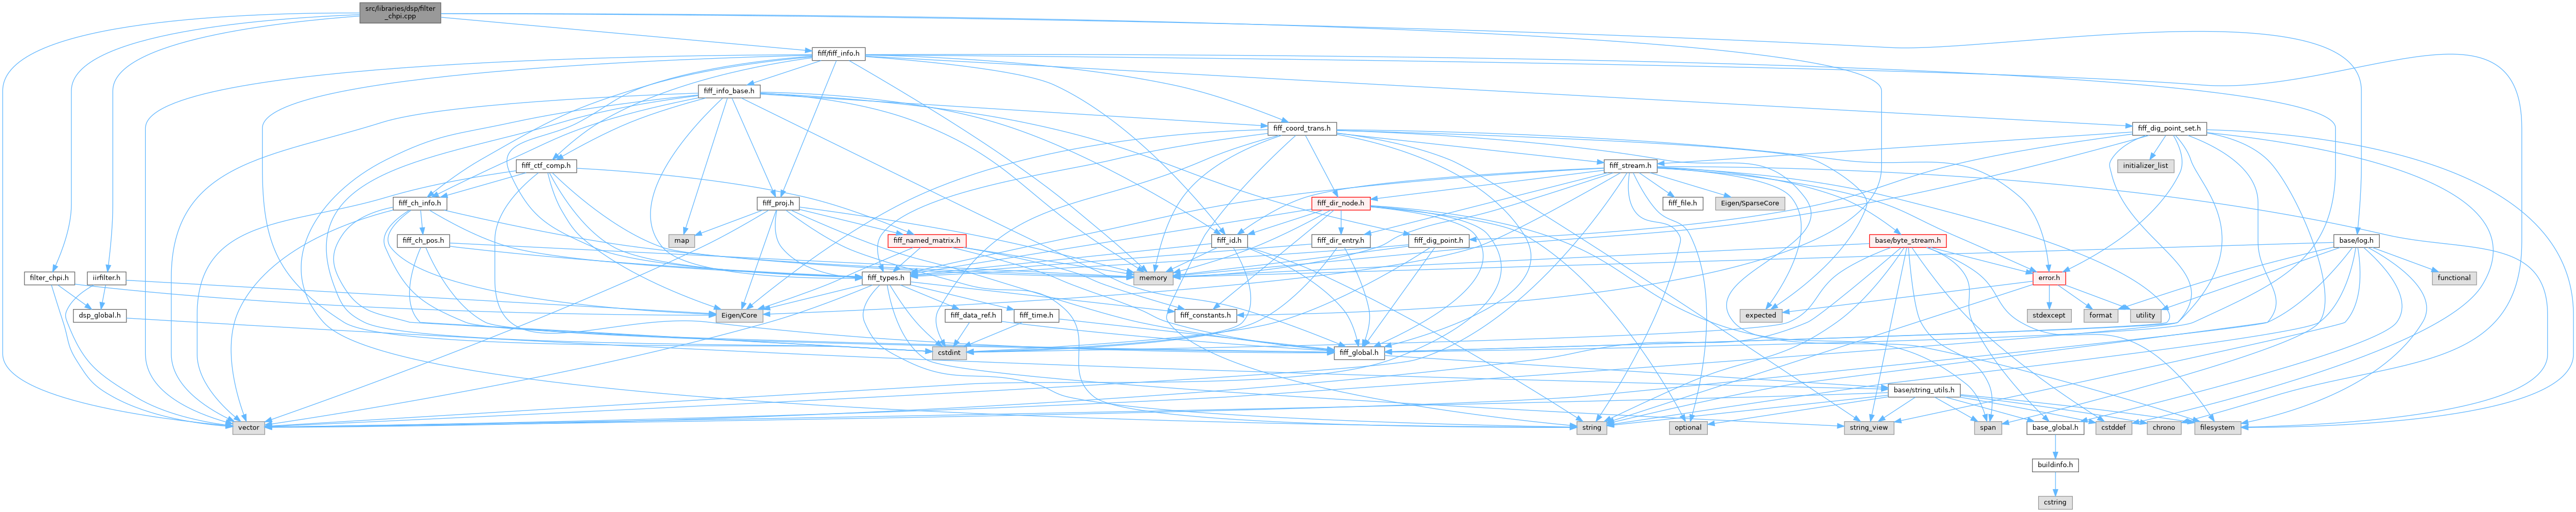 src/libraries/dsp/filter
_chpi.cpp
fiff/fiff_info.h
fiff_info_base.h
fiff_coord_trans.h
fiff_dig_point_set.h
fiff_ctf_comp.h
fiff_stream.h
initializer_list
fiff_ch_info.h
fiff_proj.h
fiff_dir_node.h
fiff_file.h
Eigen/SparseCore
fiff_ch_pos.h
map
fiff_named_matrix.h
fiff_id.h
fiff_dir_entry.h
fiff_dig_point.h
base/byte_stream.h
base/log.h
filter_chpi.h
iirfilter.h
fiff_types.h
memory
error.h
functional
dsp_global.h
Eigen/Core
fiff_data_ref.h
fiff_time.h
fiff_constants.h
expected
stdexcept
format
utility
cstdint
fiff_global.h
base/string_utils.h
vector
string
optional
string_view
span
base_global.h
cstddef
chrono
filesystem
buildinfo.h
cstring